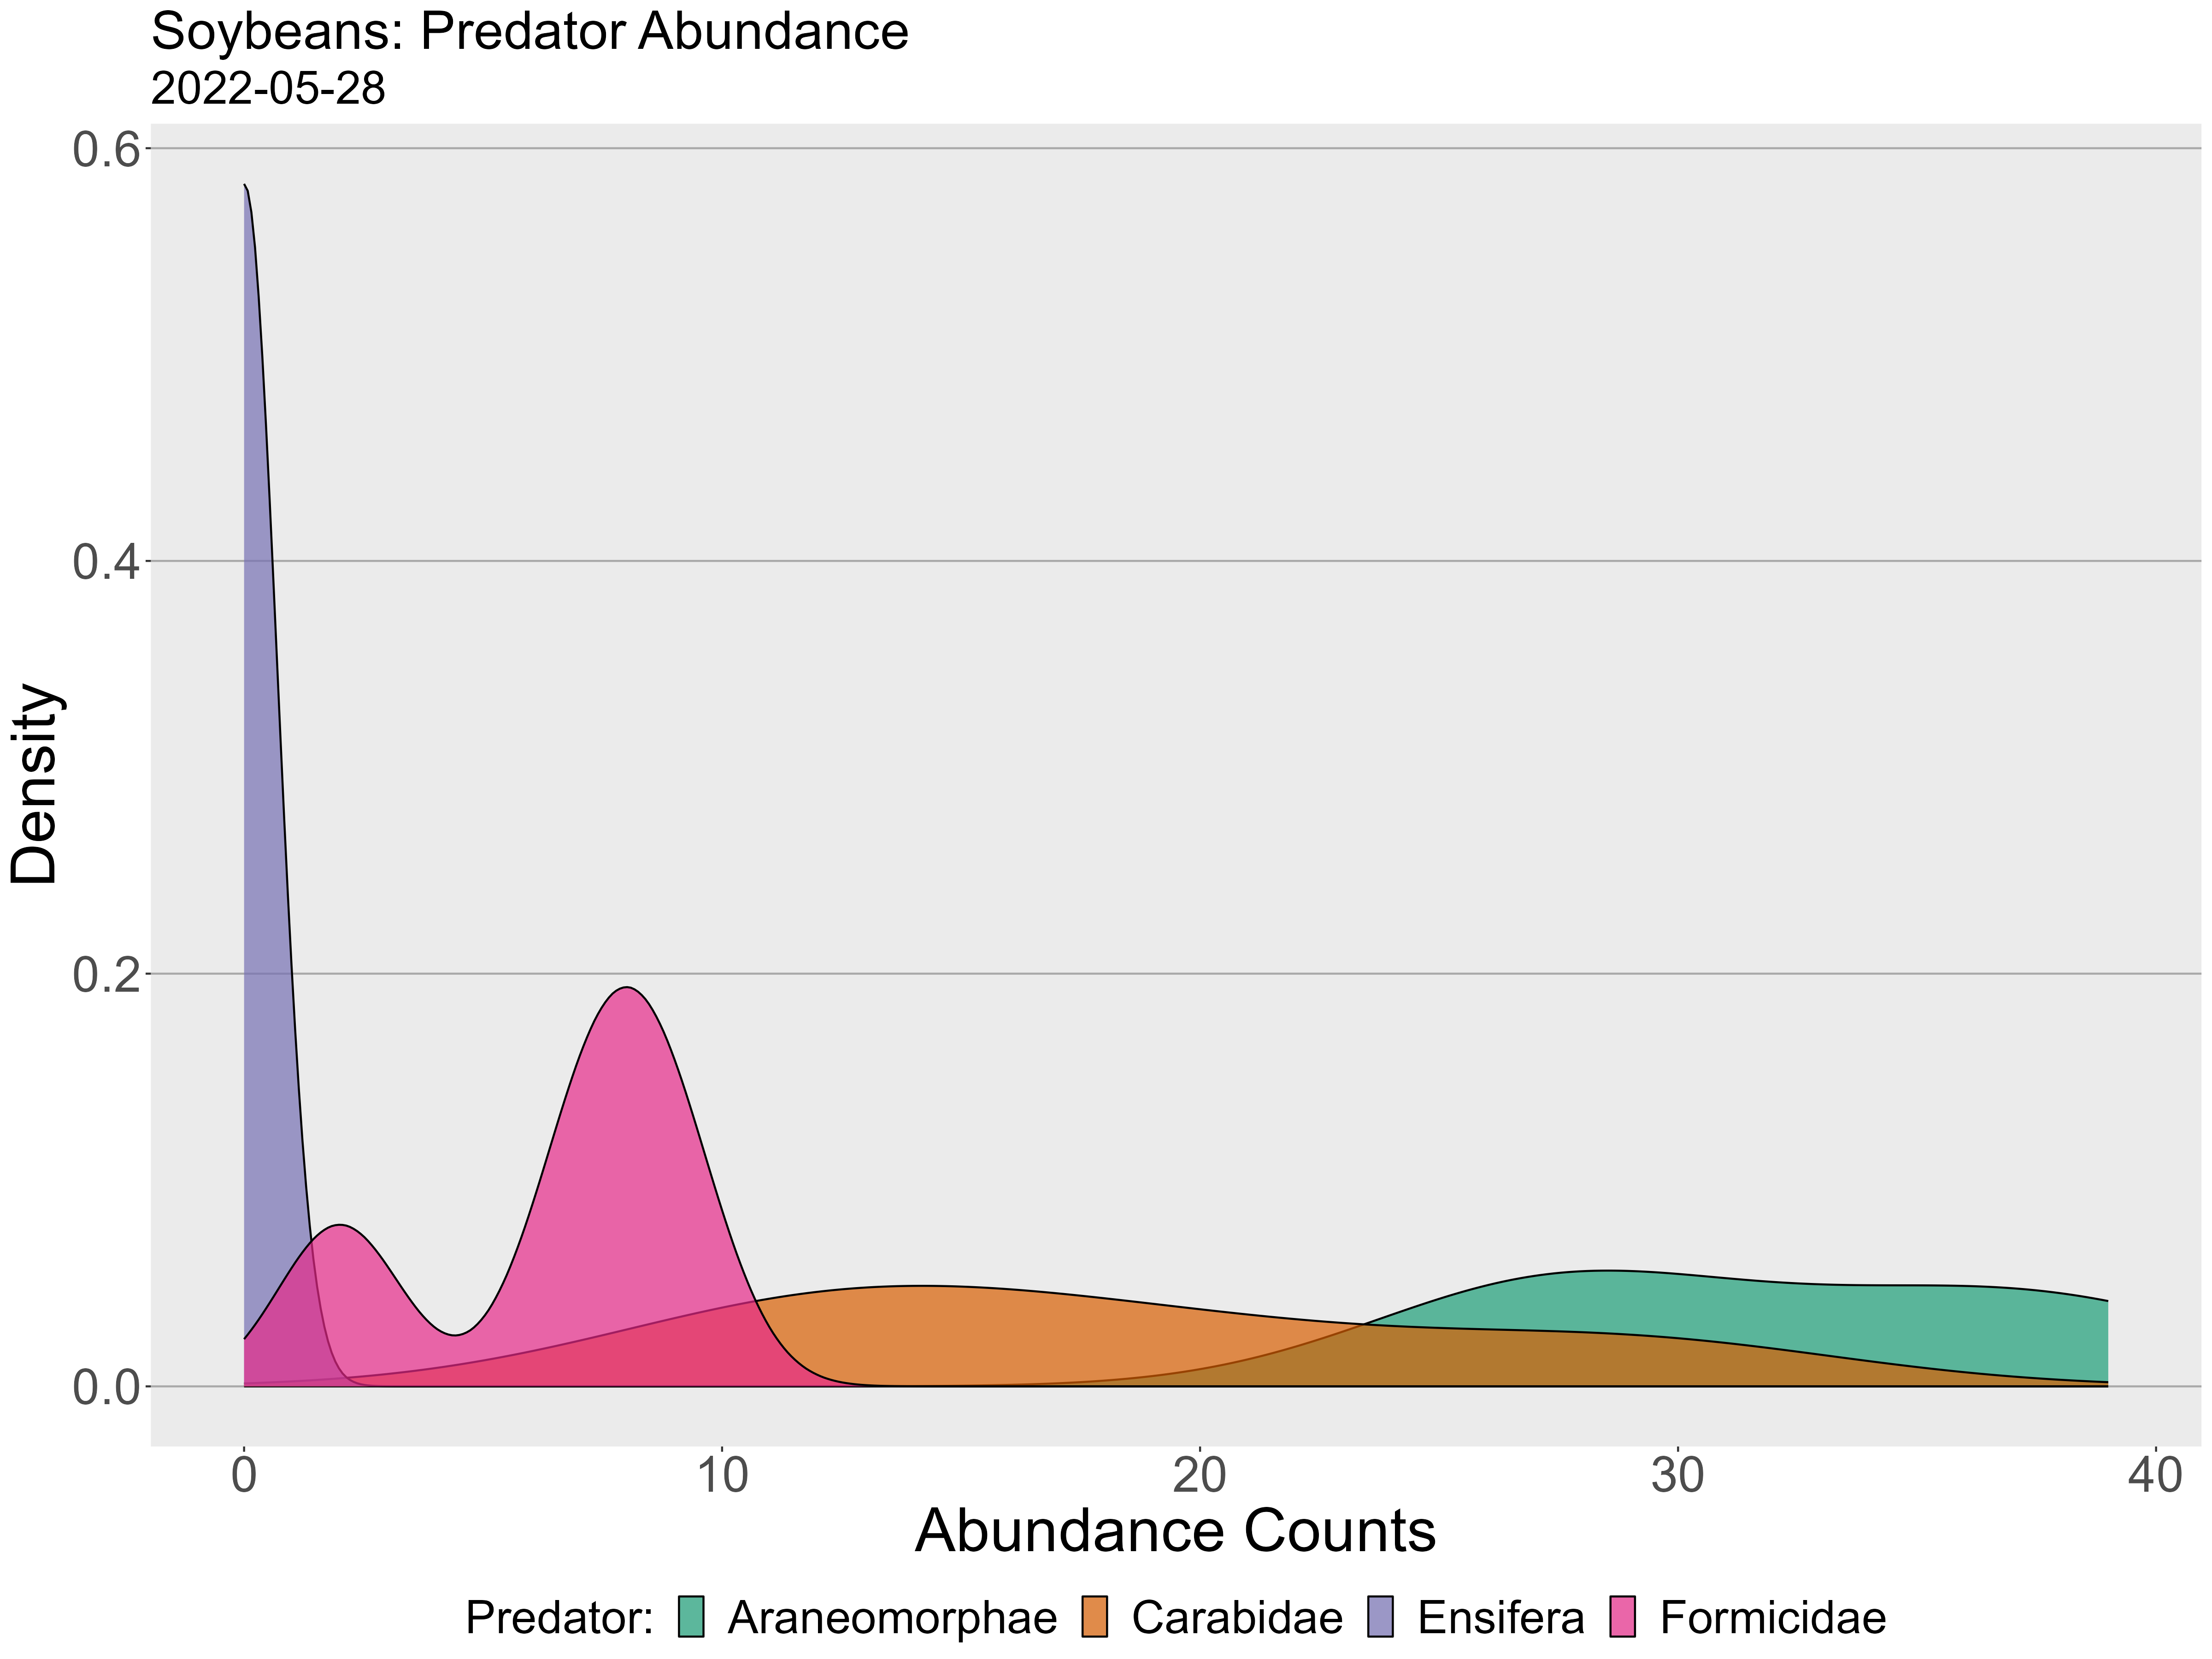 Soybeans: Predator Abundance
2022-05-28
0.6
0.4
0.2
0.0
Density
0 10 20 30 40
Abundance Counts
Predator: Araneomorphae Carabidae Ensifera Formicidae